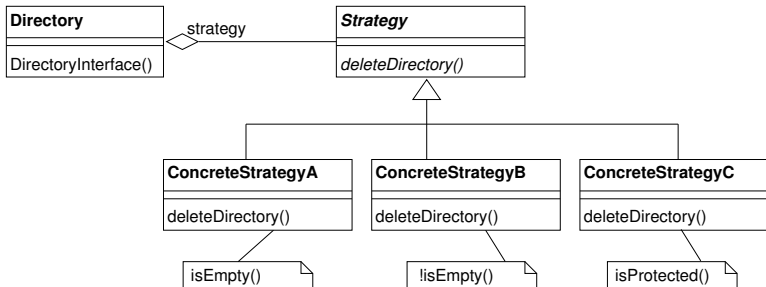 Directory
strategy
Strategy
DirectoryInterface()
deleteDirectory()
ConcreteStrategyA
ConcreteStrategyB
ConcreteStrategyC
deleteDirectory()
deleteDirectory()
deleteDirectory()
isEmpty()
!isEmpty()
isProtected()